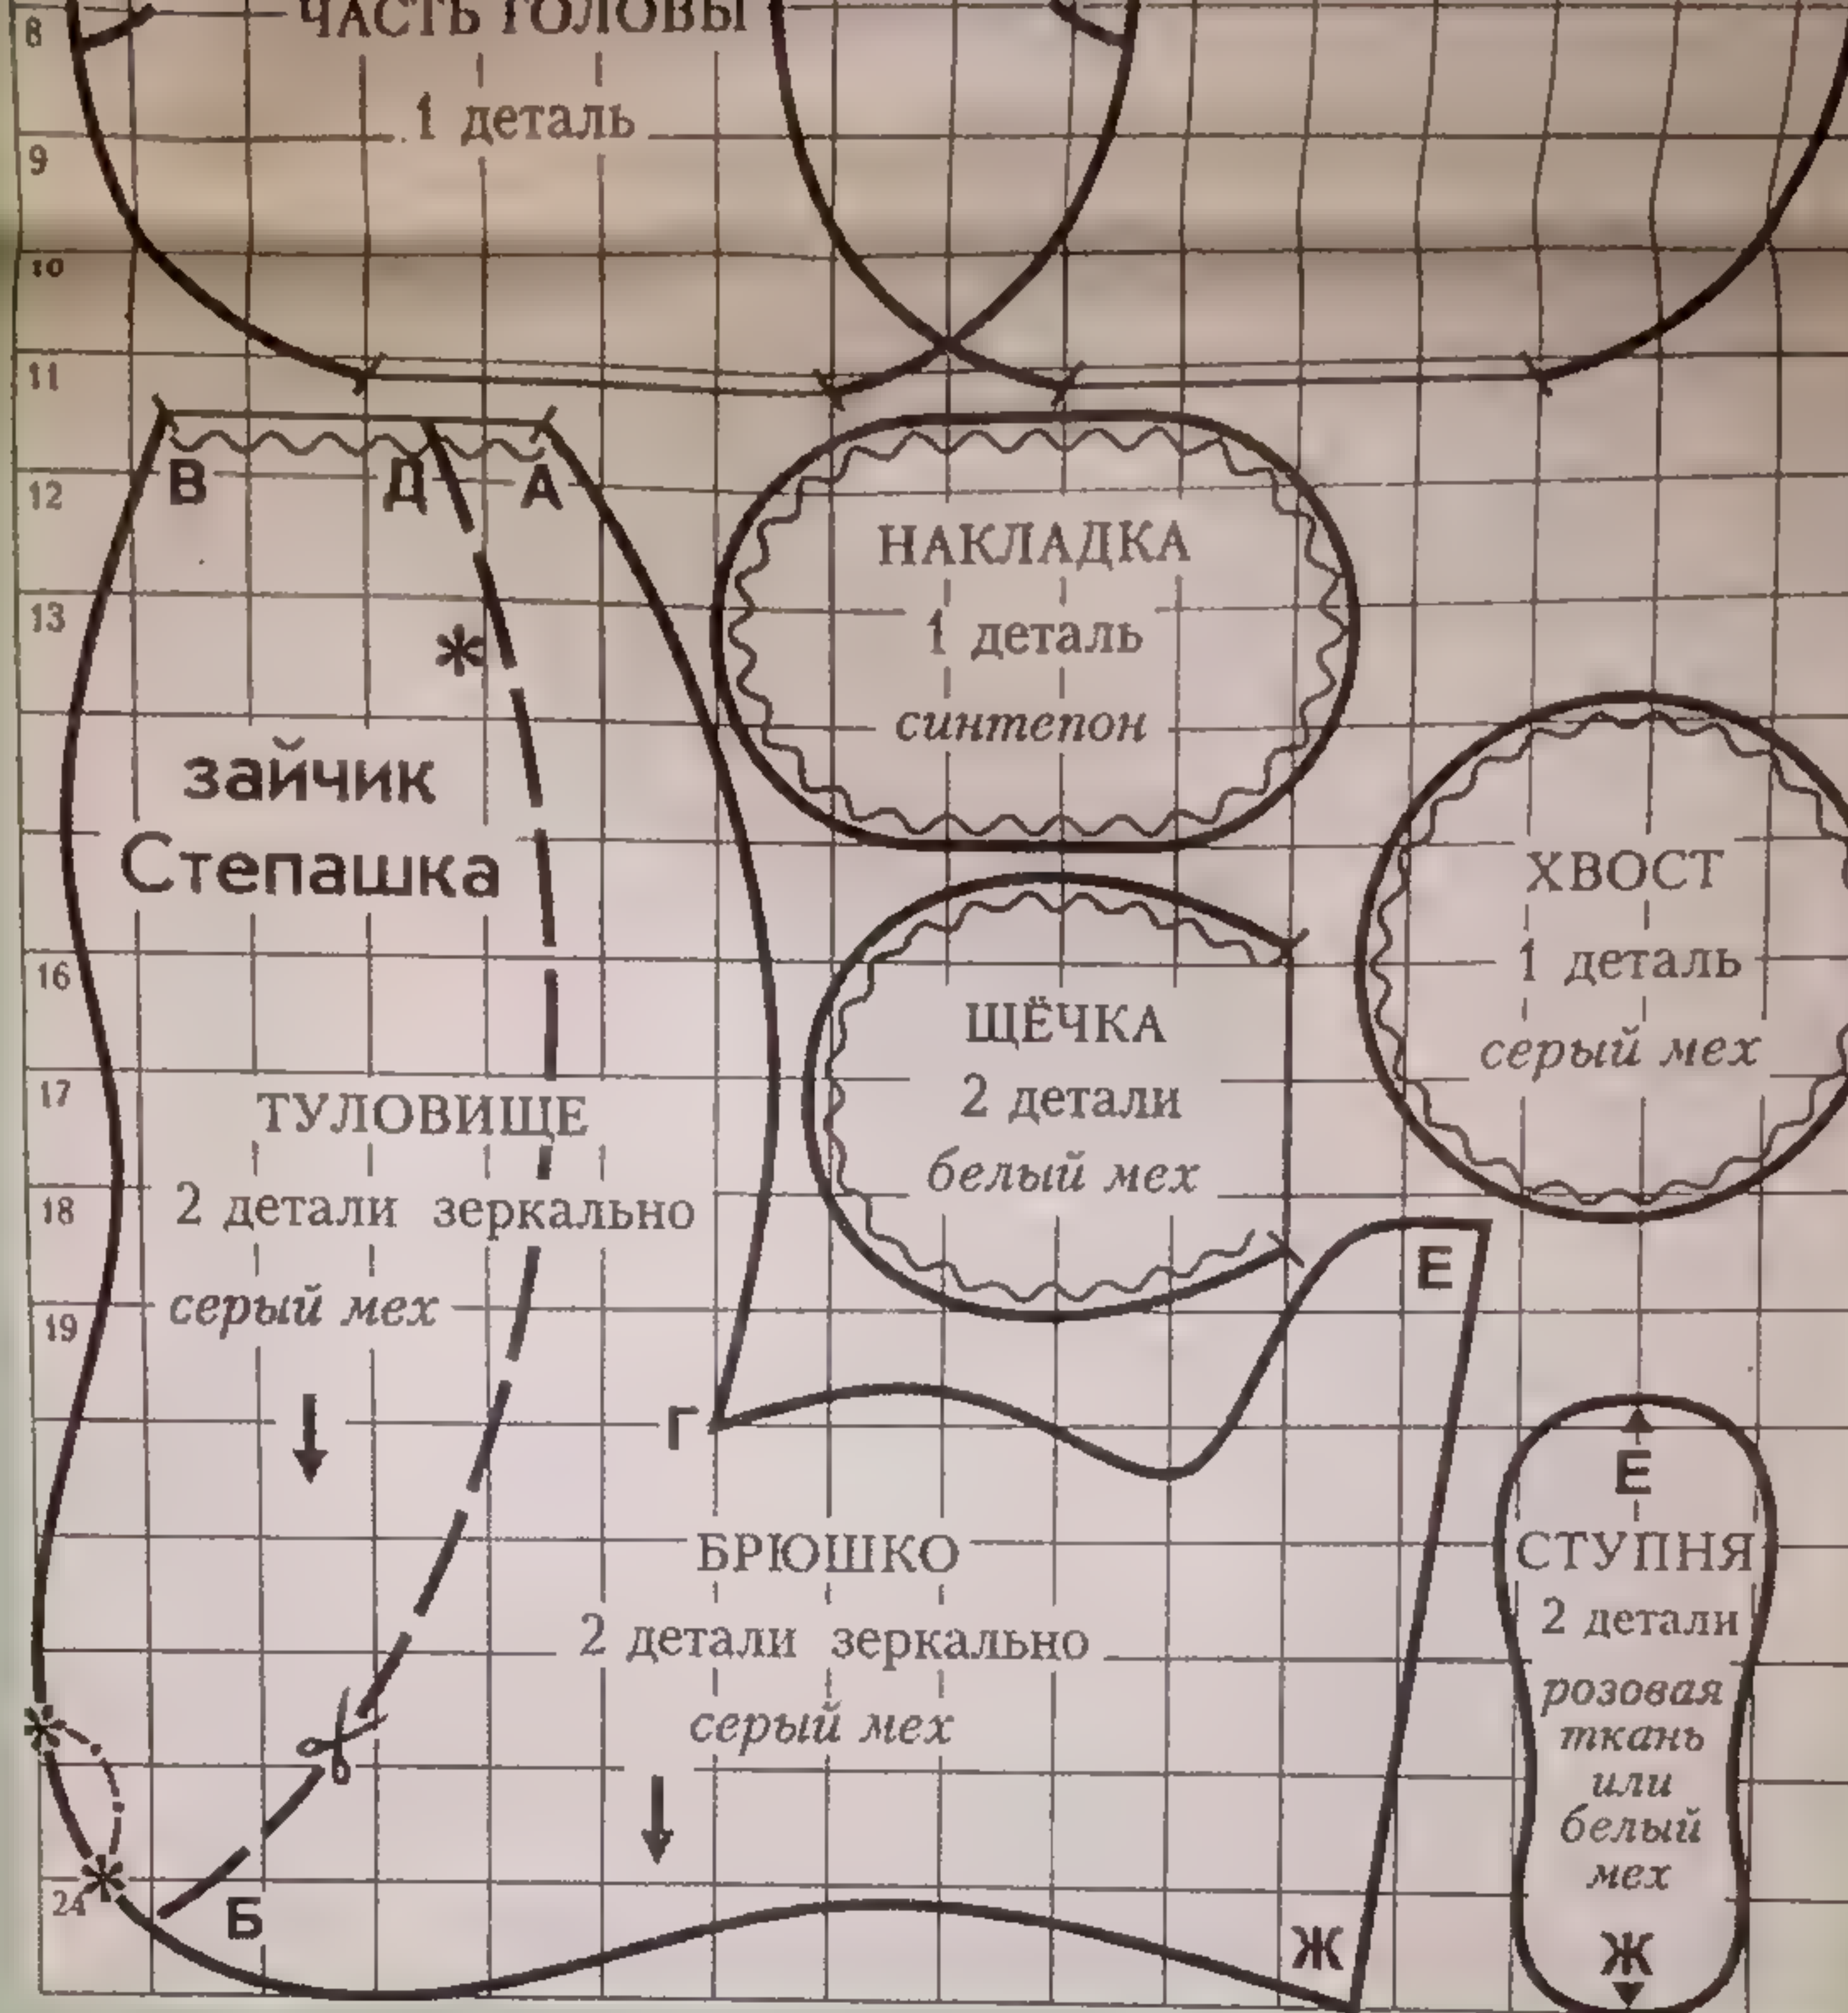 8
ЧАСТЬ ГОЛОВЫ
1 деталь
9
10
11
В Д А
12
13
*
зайчик
Степашка
16
ТУЛОВИЩЕ
17
2 детали зеркально
18
серый мех
19
НАКЛАДКА
1 деталь
синтепон
ЩЁЧКА
2 детали
белый мех
ХВОСТ
1 деталь
серый мех
Е
Г
БРЮШКО
2 детали зеркально
серый мех
24
Б
Ж
Е
СТУПНЯ
2 детали
розовая
ткань
или
белый
мех
Ж